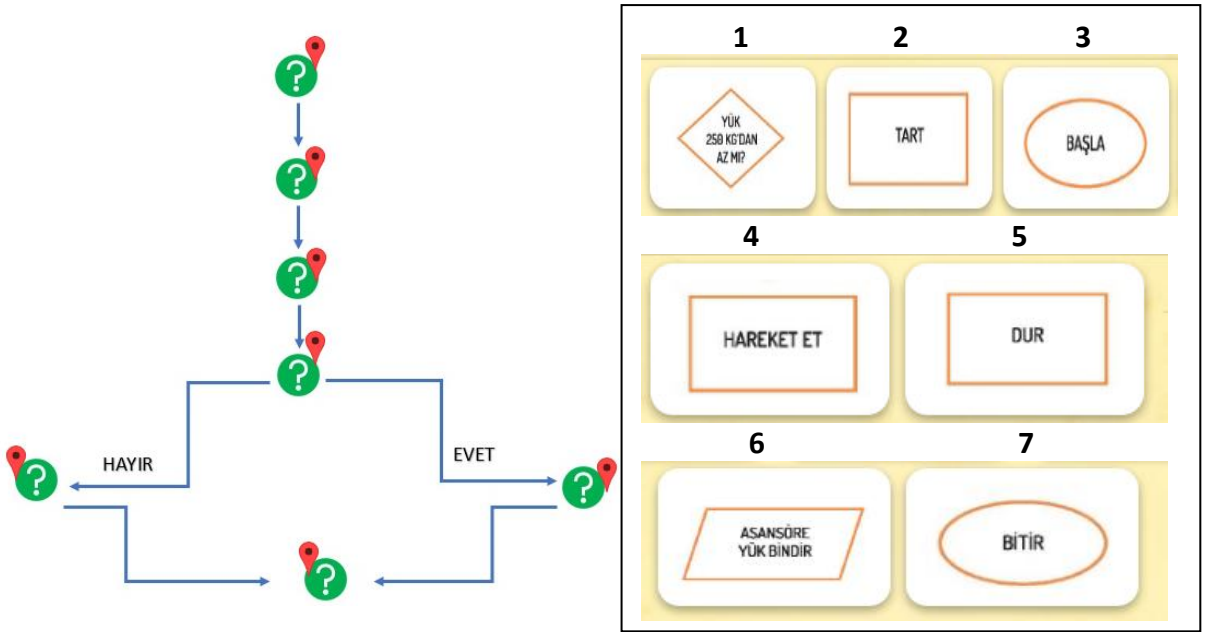 ?
?
?
?
HAYIR
EVET
?
?
?
1
2
3
YÜK
250 KG'DAN
AZ MI?
TART
BAŞLA
4
5
HAREKET ET
DUR
6
7
ASANSÖRE
YÜK BİNDİR
BİTİR